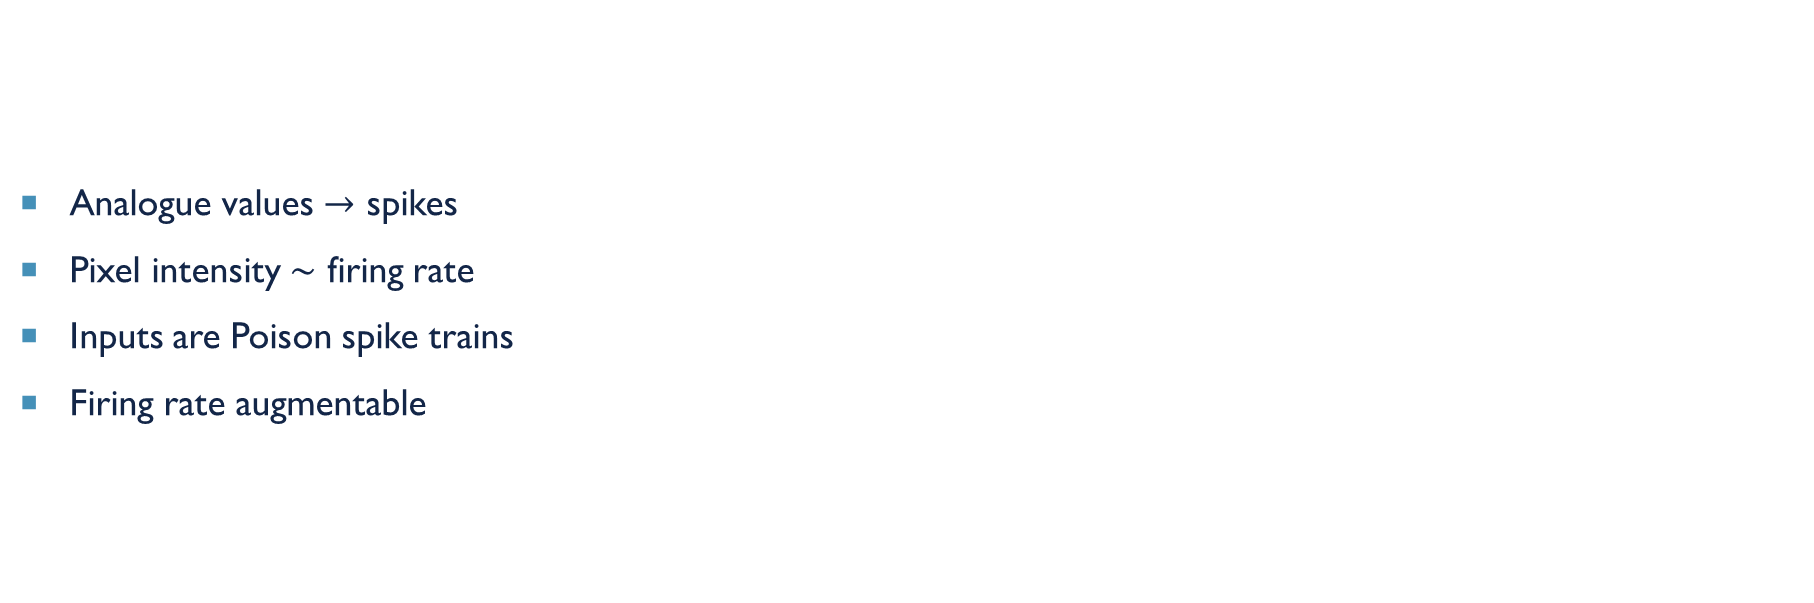 Analogue values → spikes
Pixel intensity ~ firing rate
Inputs are Poison spike trains
Firing rate augmentable